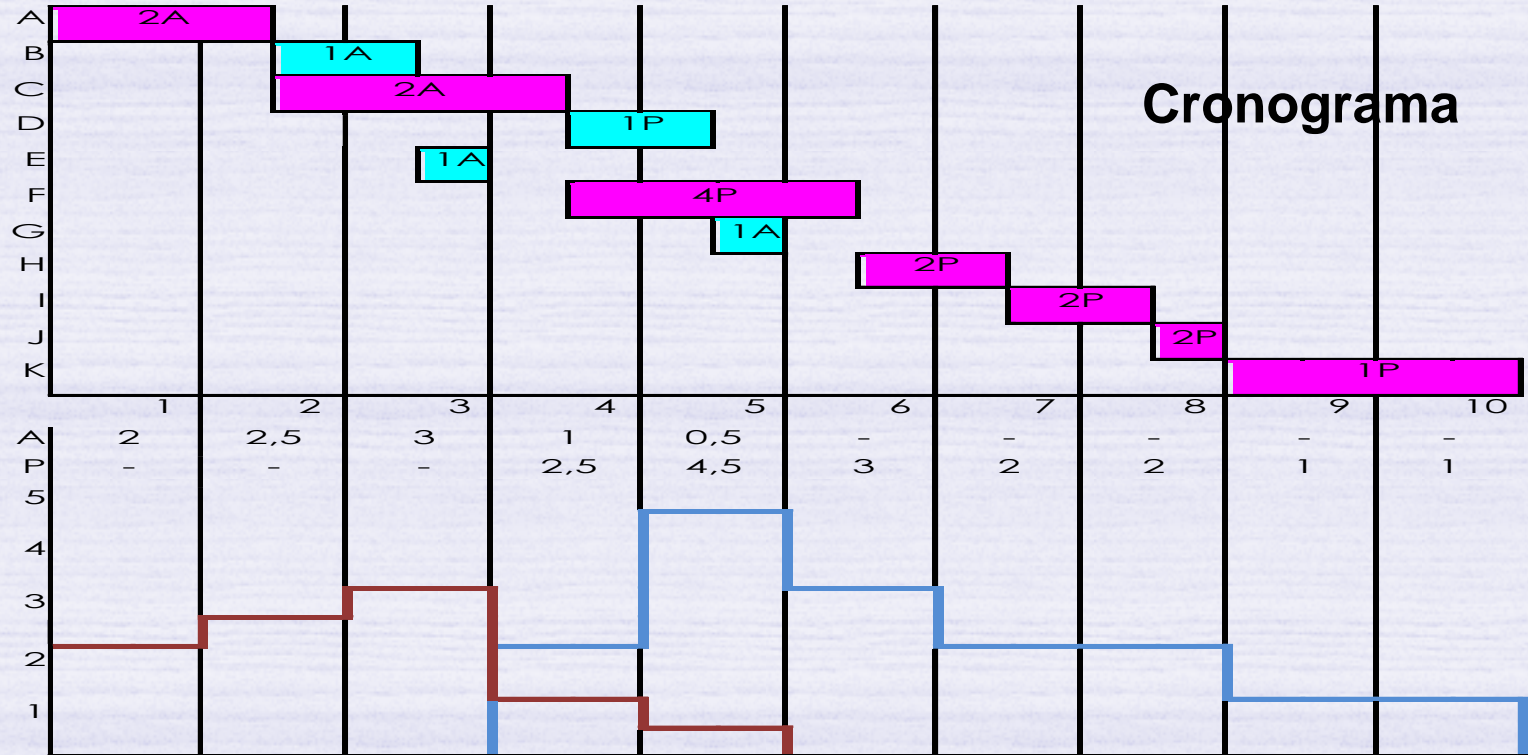 A 2A
B 1A
C 2A
Cronograma
D 1P
E 1A
F 4P
G 1A
H 2P
I 2P
J 2P
K 1P
1 2 3 4 5 6 7 8 9 10
A 2 2,5 3 1 0,5 - - - - -
P - - - 2,5 4,5 3 2 2 1 1
5
4
3
2
1